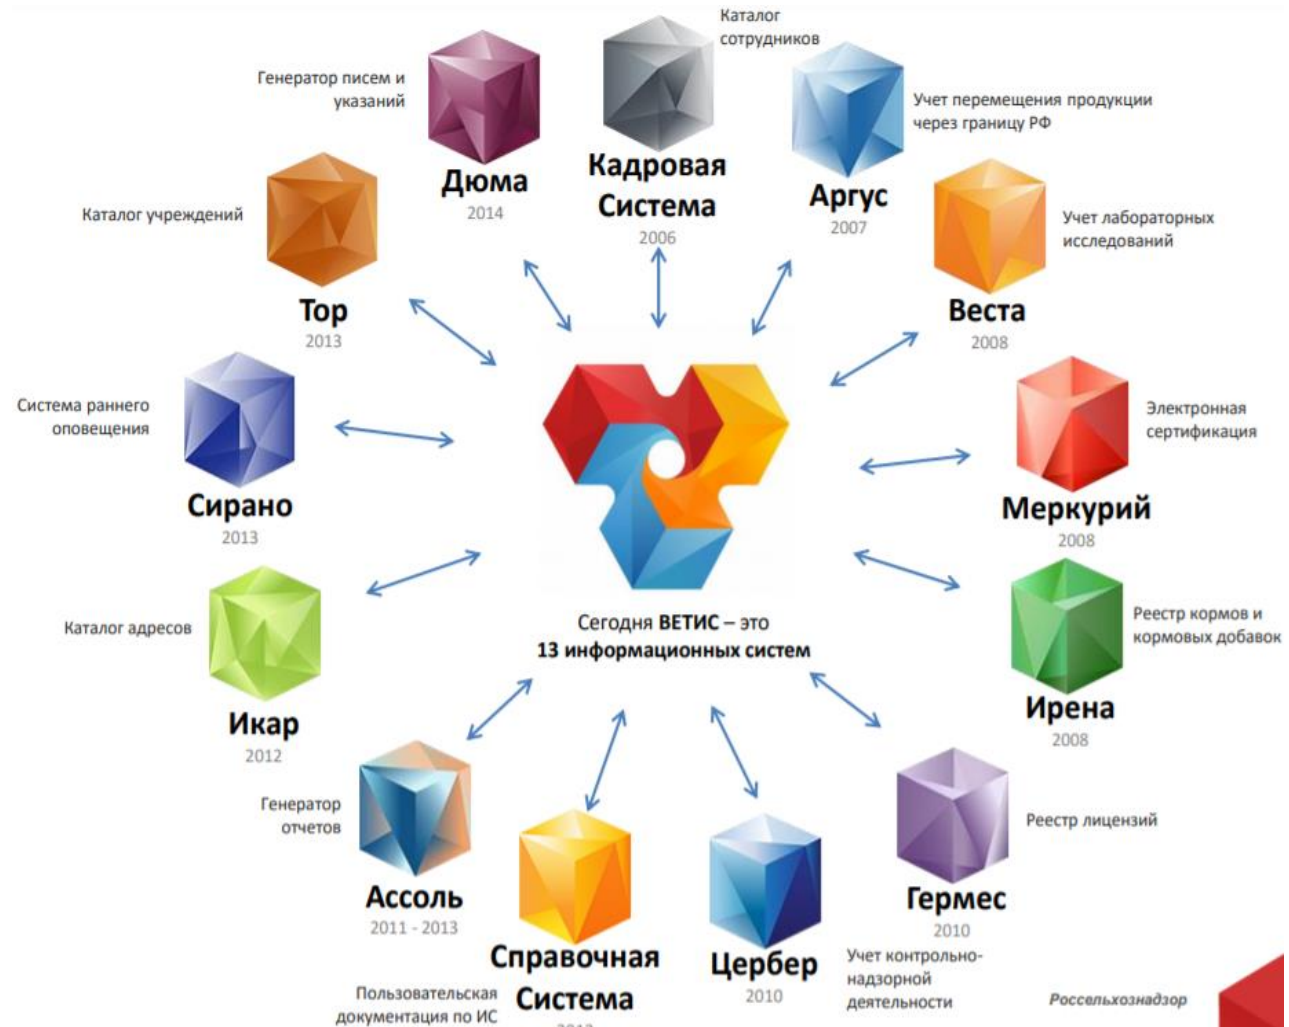 Каталог
сотрудников
Кадровая
Система
2006
Учет перемещения продукции
через границу РФ
Аргус
2007
Учет лабораторных
исследований
Веста
2008
Электронная
сертификация
Меркурий
2008
Реестр кормов и
кормовых добавок
Ирена
2008
Реестр лицензий
Гермес
2010
Учет контрольно-
надзорной
деятельности
Цербер
2010
Пользовательская
документация по ИС
Справочная
Система
Генератор
отчетов
Ассоль
2011 - 2013
Каталог адресов
Икар
2012
Система раннего
оповещения
Сирано
2013
Каталог учреждений
Тор
2013
Генератор писем и
указаний
Дюма
2014
Сегодня ВЕТИС – это
13 информационных систем
Россельхознадзор